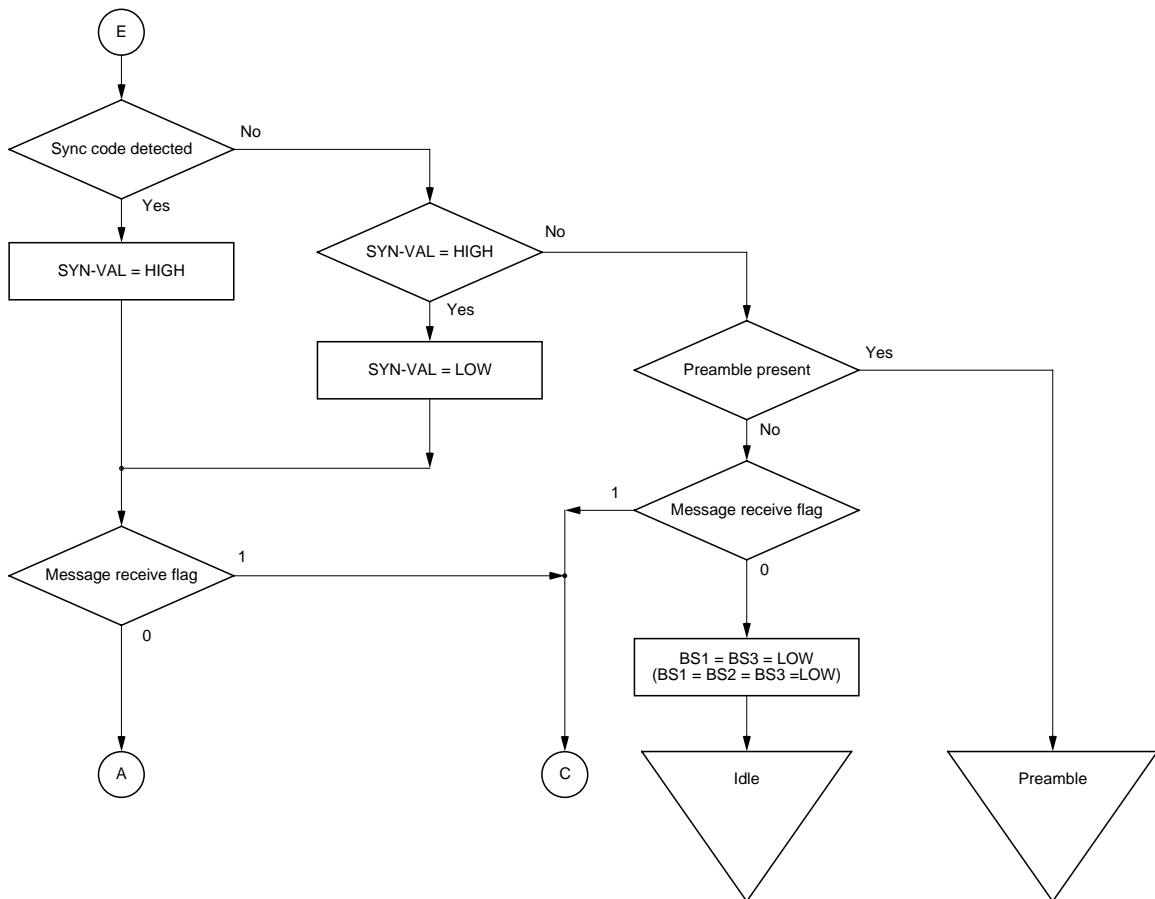 E
Sync code detected
No
Yes
SYN-VAL = HIGH
SYN-VAL = HIGH
No
Yes
SYN-VAL = LOW
Preamble present
Yes
No
Message receive flag
1
0
Message receive flag
1
0
BS1 = BS3 = LOW
(BS1 = BS2 = BS3 =LOW)
A
C
Idle
Preamble